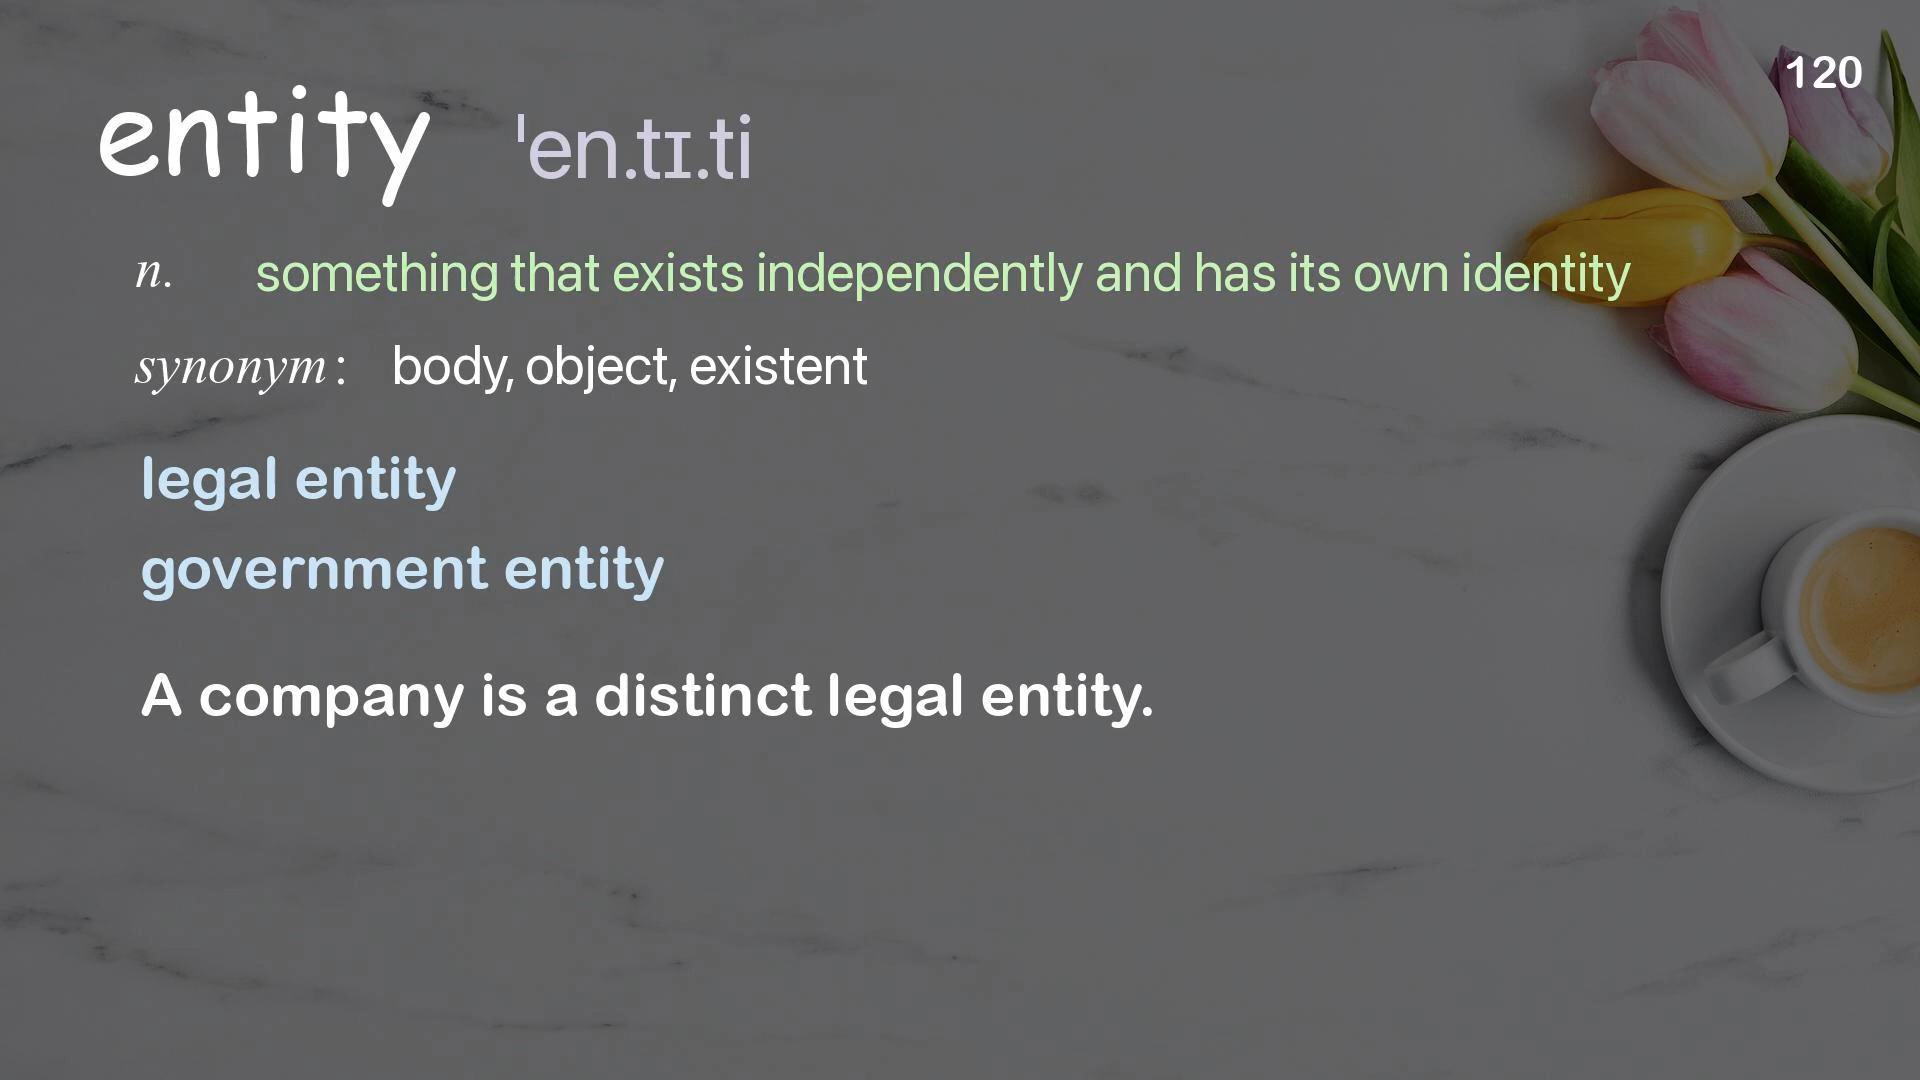 120
entity ˈen.tɪ.ti
n. something that exists independently and has its own identity
synonym: body, object, existent
legal entity
government entity
A company is a distinct legal entity.